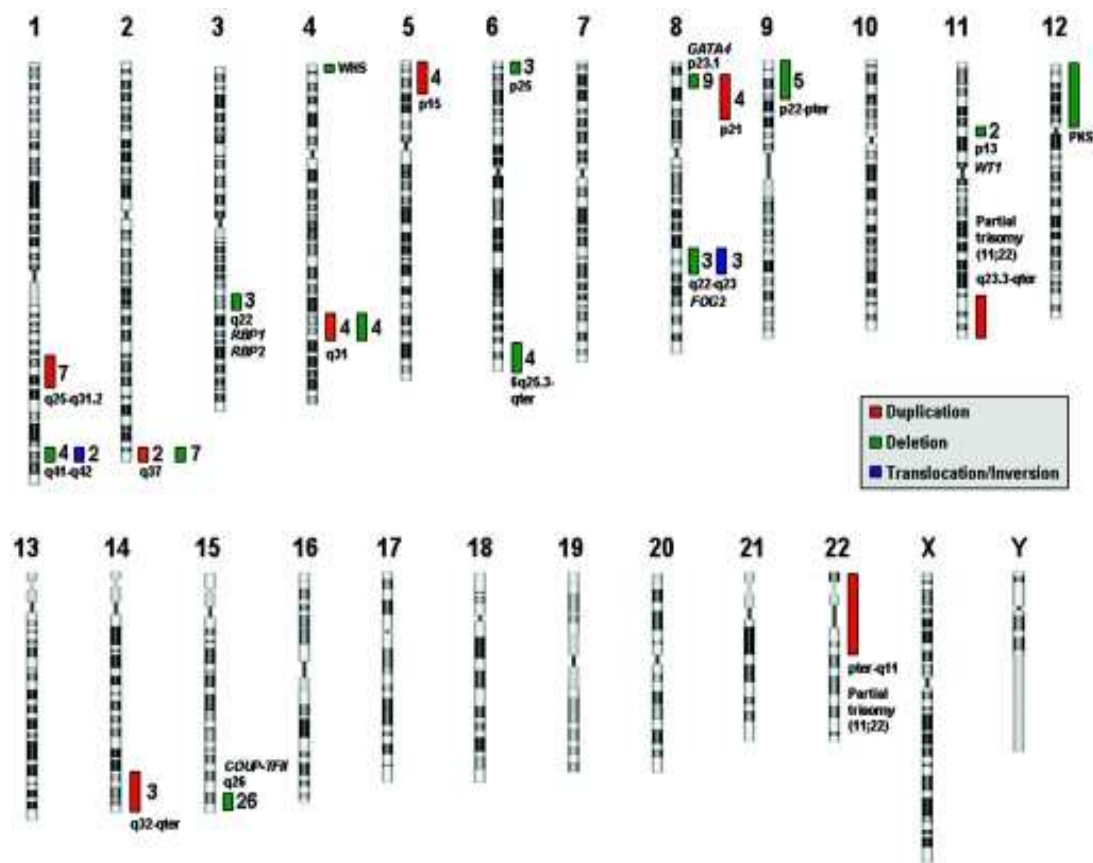 1 2 3 4 5 6 7 8 9 10 11 12
GATA4
p23.1
WHS
4
p15
3
p25
9
4
p21
5
p22-pter
2
p13
WT1
PKS
Partial
trisomy
(11;22)
q23.3-qter
3
q22
RBP1
RBP2
4 4
q31
3 3
q22-q23
FOG2
4
6q25.3-
qter
7
q25-q31.2
4 2
q41-q42
2 7
q37
Duplication
Deletion
Translocation/Inversion
13 14 15 16 17 18 19 20 21 22 X Y
pter-q11
Partial
trisomy
(11;22)
3
q32-qter
COUP-TFII
q26
26